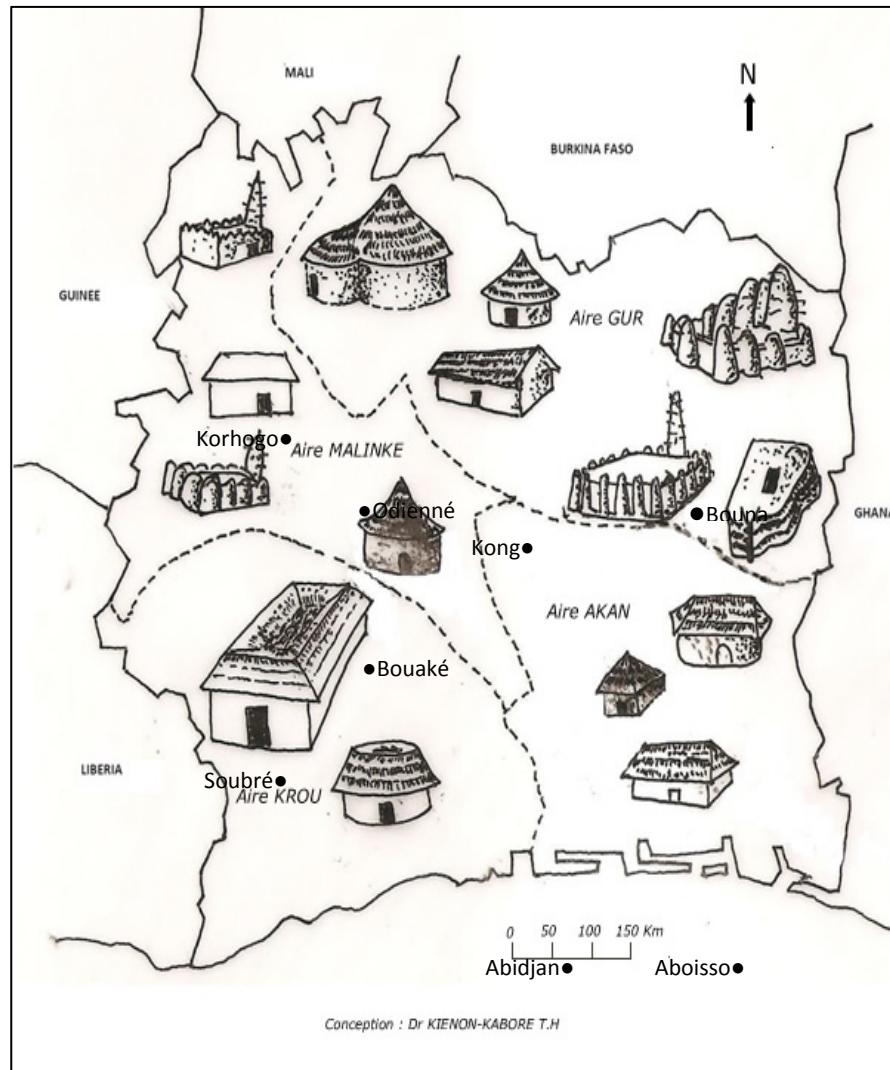 MALI
N
BURKINA FASO
GUINEE
Aire GUR
Korhogo
Aire MALINKE
Odienné
Bouna
GHANA
Kong
Aire AKAN
Bouaké
LIBERIA
Soubré
Aire KROU
0 50 100 150 Km
Abidjan
Aboisso
Conception : Dr KIENON-KABORE T.H